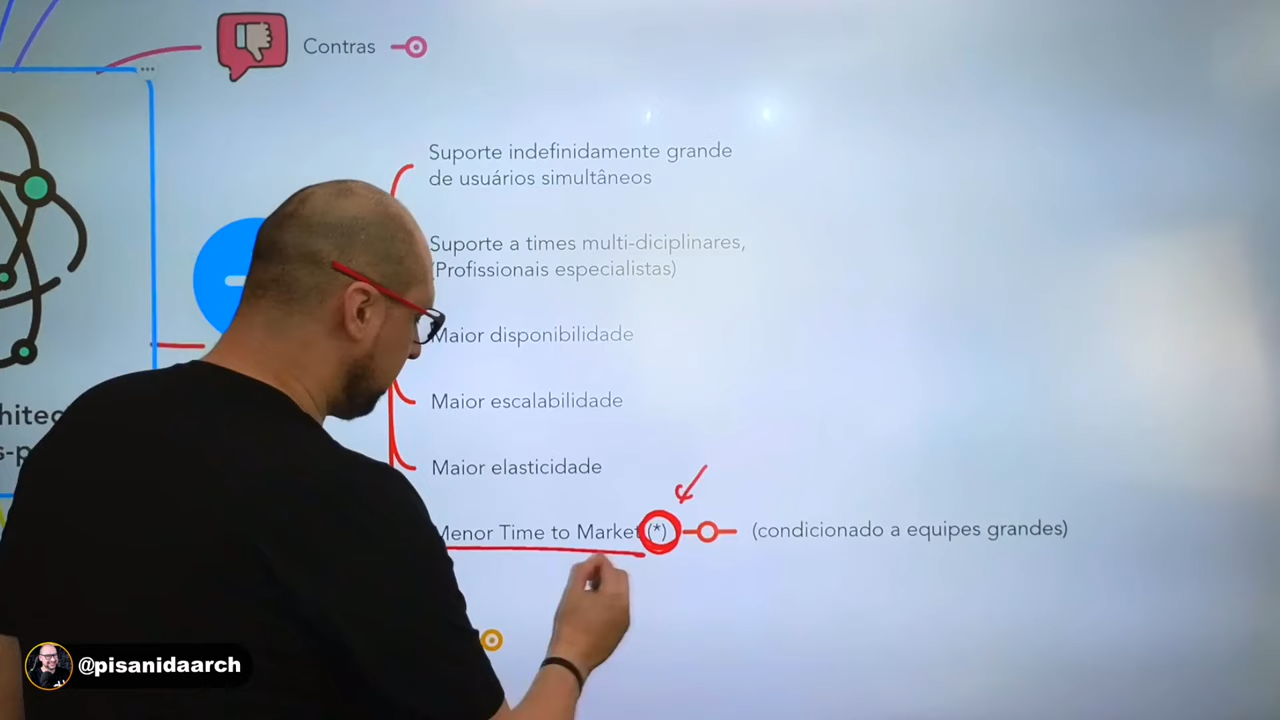 Contras
Suporte indefinidamente grande
de usuários simultâneos
Suporte a times multi-diciplinares,
(Profissionais especialistas)
Maior disponibilidade
Maior escalabilidade
Maior elasticidade
Menor Time to Market (*)
(condicionado a equipes grandes)
@pisanidaarch